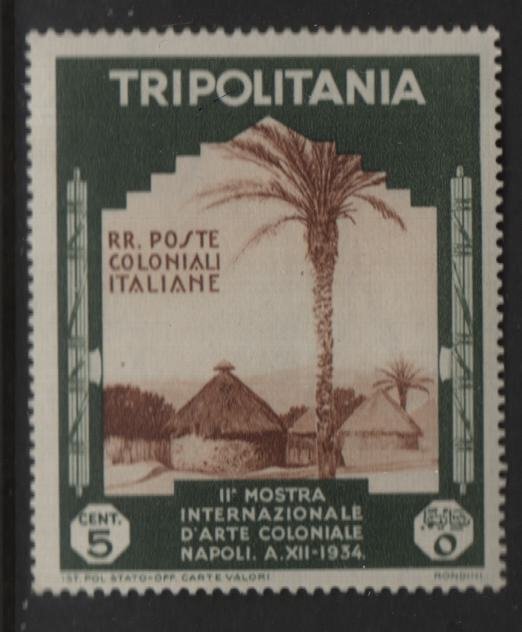 TRIPOLITANIA
RR. POSTE
COLONIALI
ITALIANE
II^a MOSTRA
INTERNAZIONALE
D'ARTE COLONIALE
NAPOLI. A.XII-1934.
CENT.
5
IST. POL. STATO-OFF. CARTE VALORI
RONDINI